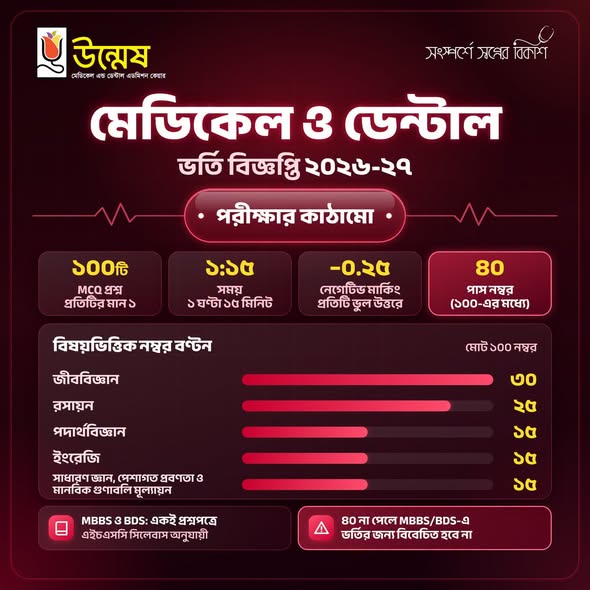 উন্মেষ
মেডিকেল এন্ড ডেন্টাল এডমিশন কেয়ার
সংস্পর্শে স্বপ্নের বিকাশ
মেডিকেল ও ডেন্টাল
ভর্তি বিজ্ঞপ্তি ২০২৬-২৭
পরীক্ষার কাঠামো
১০০টি
MCQ প্রশ্ন
প্রতিটির মান ১
১:১৫
সময়
১ ঘণ্টা ১৫ মিনিট
-০.২৫
নেগেটিভ মার্কিং
প্রতিটি ভুল উত্তরে
৪০
পাস নম্বর
(১০০-এর মধ্যে)
বিষয়ভিত্তিক নম্বর বণ্টন
মোট ১০০ নম্বর
জীববিজ্ঞান ৩০
রসায়ন ২৫
পদার্থবিজ্ঞান ১৫
ইংরেজি ১৫
সাধারণ জ্ঞান, পেশাগত প্রবণতা ও
মানবিক গুণাবলি মূল্যায়ন ১৫
MBBS ও BDS: একই প্রশ্নপত্রে
এইচএসসি সিলেবাস অনুযায়ী
৪০ না পেলে MBBS/BDS-এ
ভর্তির জন্য বিবেচিত হবে না